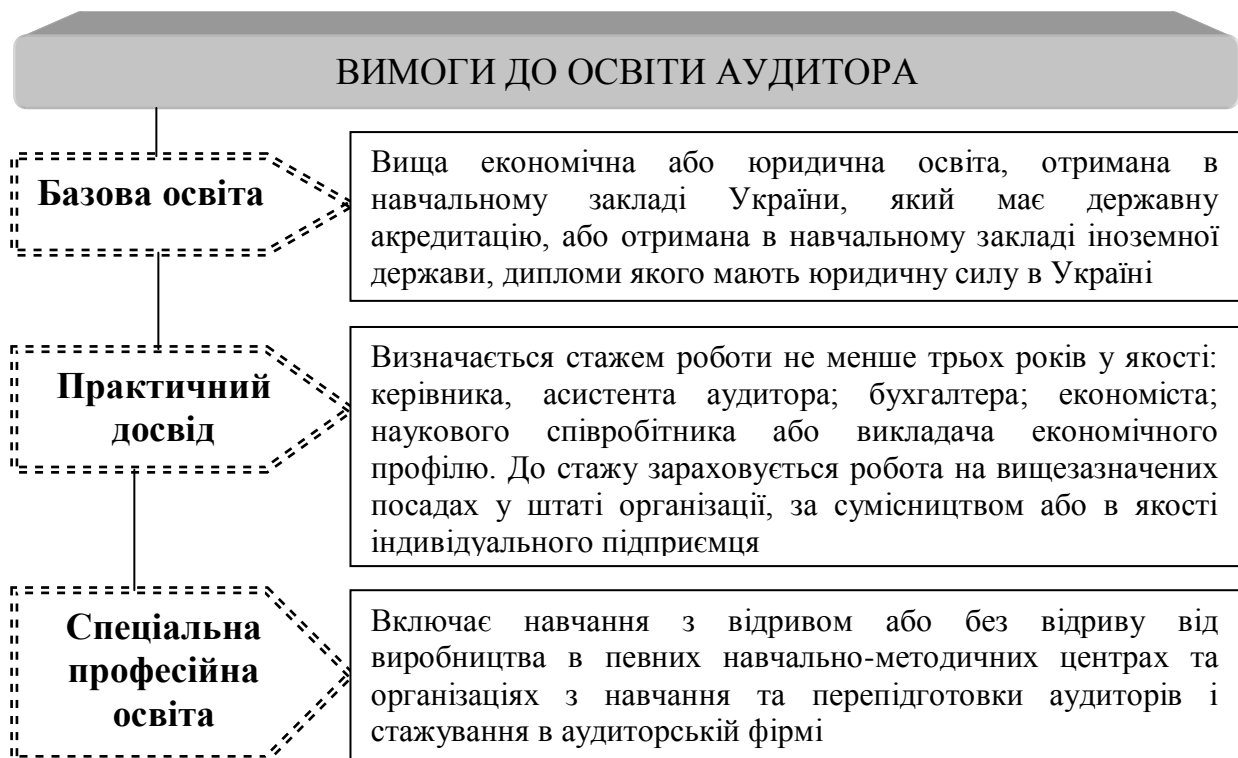 ВИМОГИ ДО ОСВІТИ АУДИТОРА
Базова освіта
Вища економічна або юридична освіта, отримана в
навчальному закладі України, який має державну
акредитацію, або отримана в навчальному закладі іноземної
держави, дипломи якого мають юридичну силу в Україні
Практичний
досвід
Визначається стажем роботи не менше трьох років у якості:
керівника, асистента аудитора; бухгалтера; економіста;
наукового співробітника або викладача економічного
профілю. До стажу зараховується робота на вищезазначених
посадах у штаті організації, за сумісництвом або в якості
індивідуального підприємця
Спеціальна
професійна
освіта
Включає навчання з відривом або без відриву від
виробництва в певних навчально-методичних центрах та
організаціях з навчання та перепідготовки аудиторів і
стажування в аудиторській фірмі